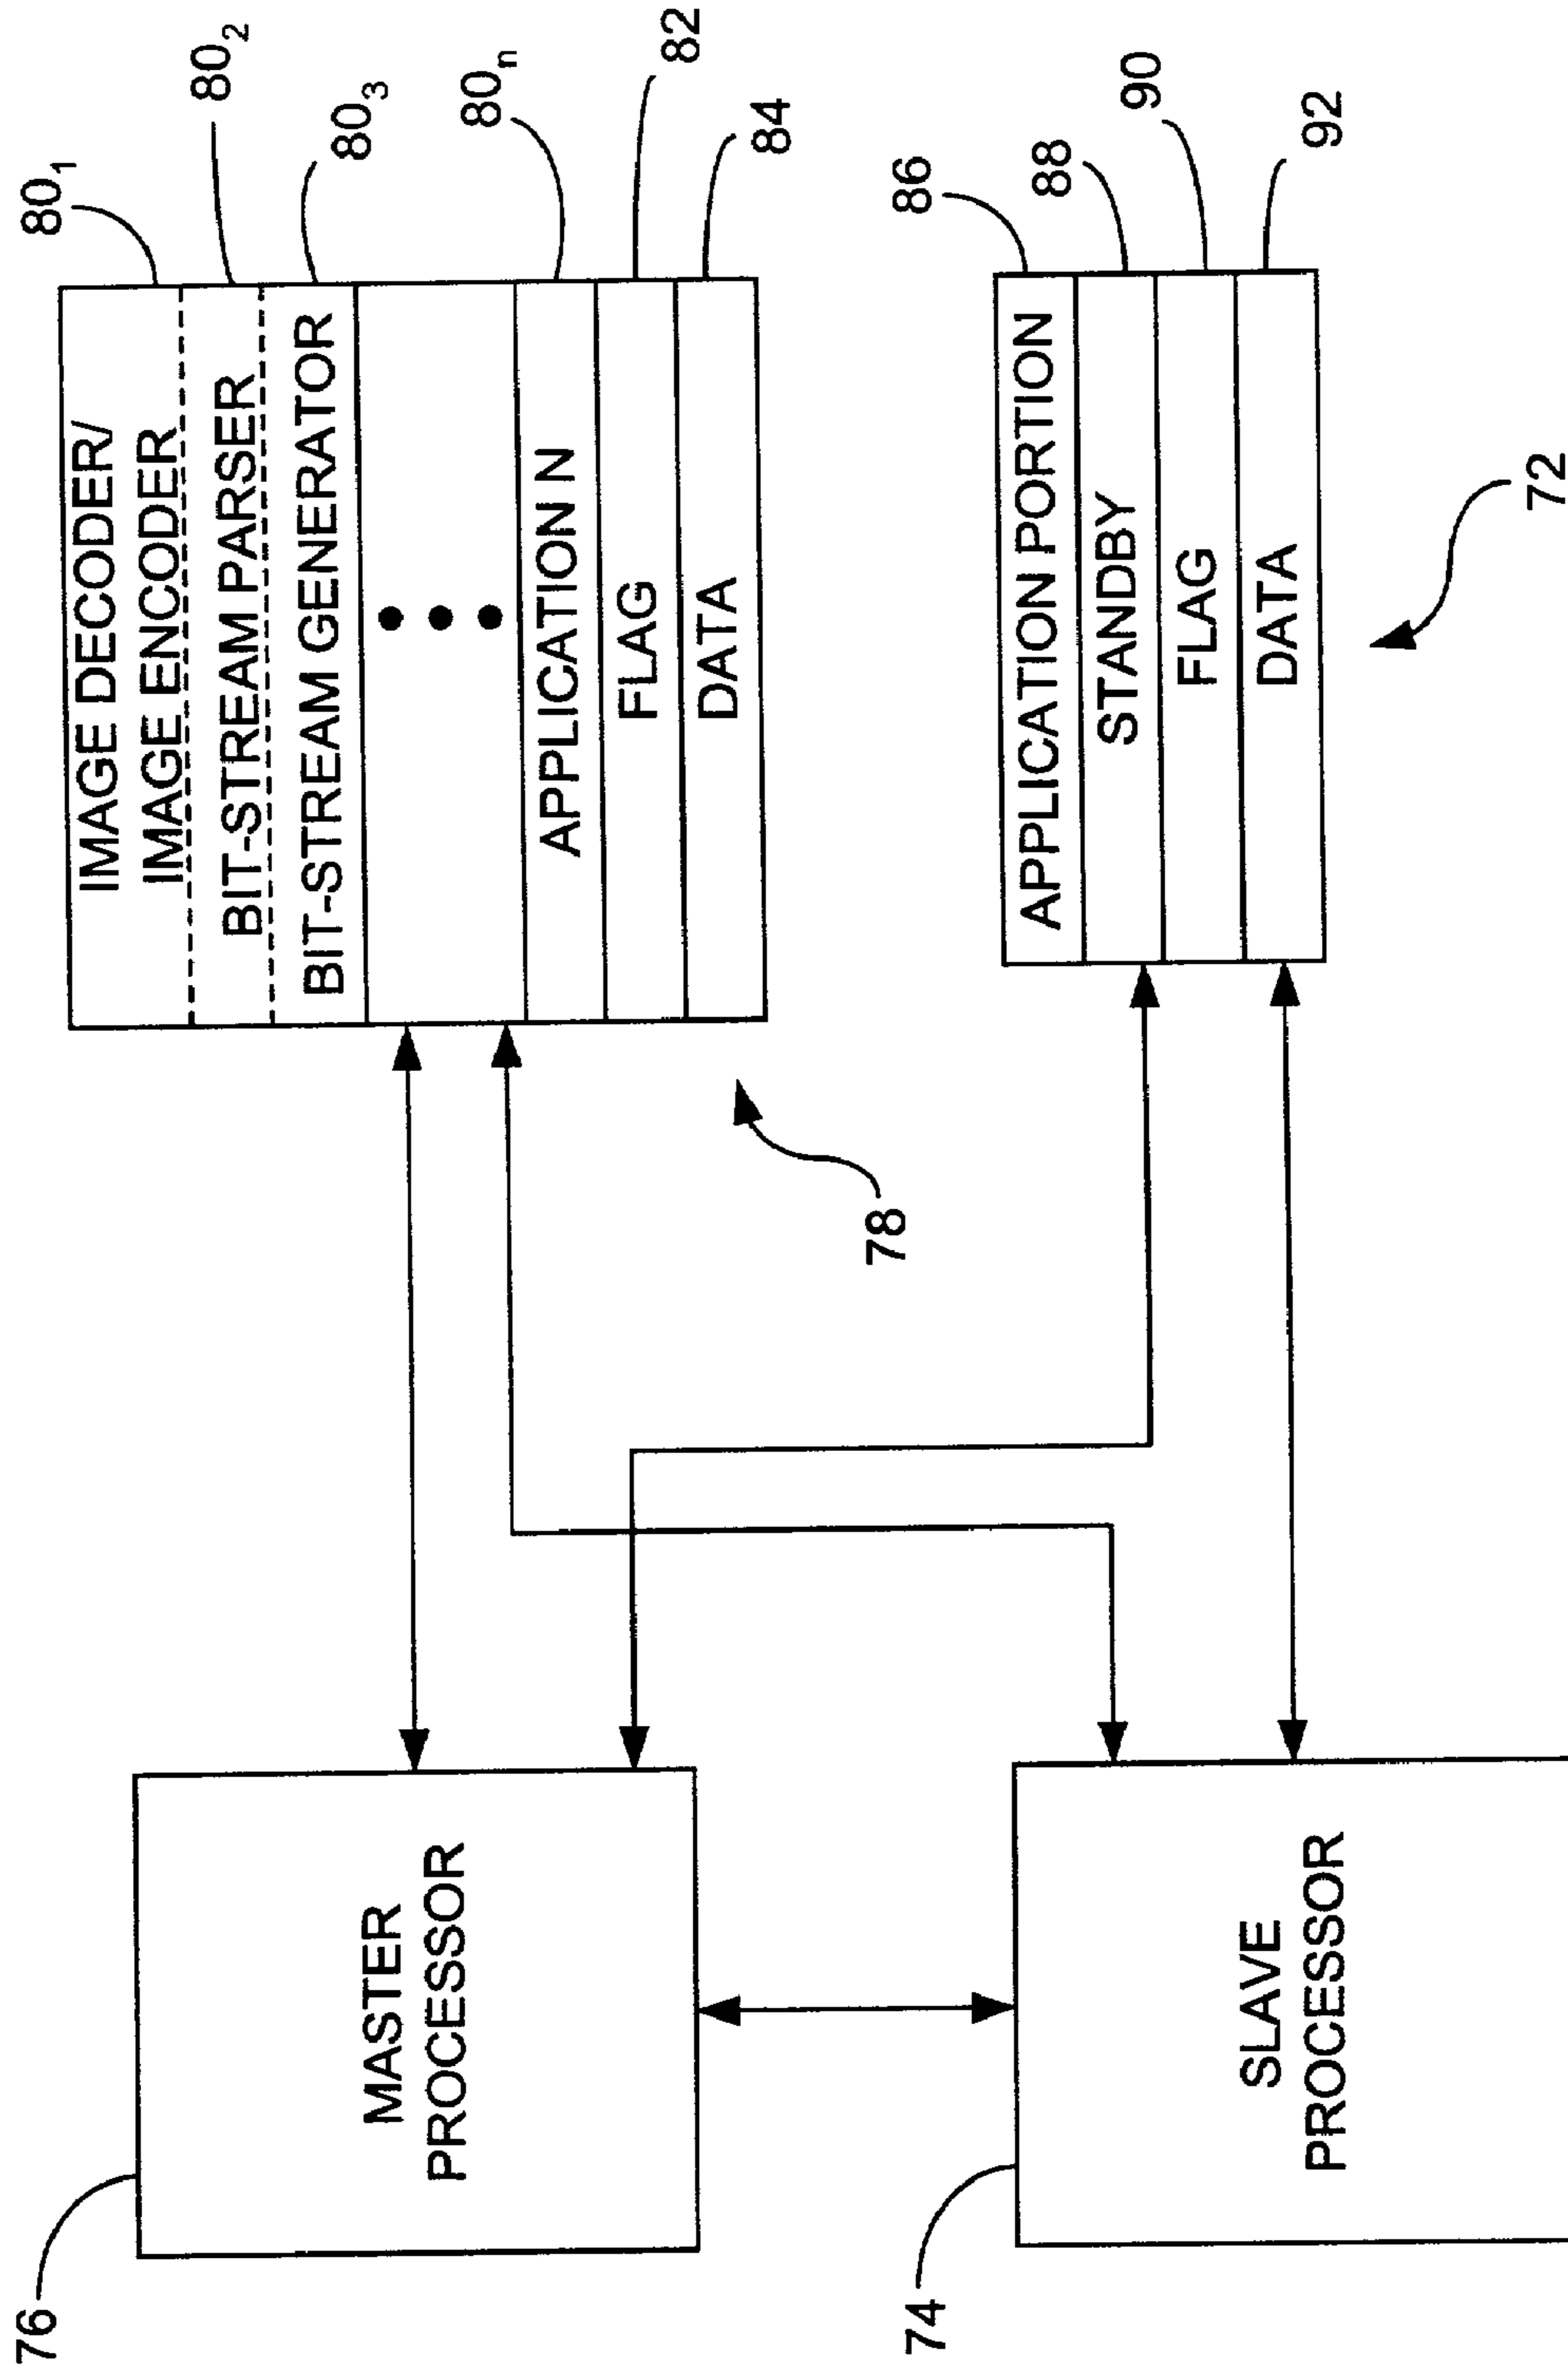 76
MASTER
PROCESSOR
74
SLAVE
PROCESSOR
78
IMAGE DECODER/
IMAGE ENCODER
BIT-STREAM PARSER
BIT-STREAM GENERATOR
APPLICATION N
FLAG
DATA
80₁
80₂
80₃
80ₙ
82
84
APPLICATION PORTION
STANDBY
FLAG
DATA
86
88
90
92
72